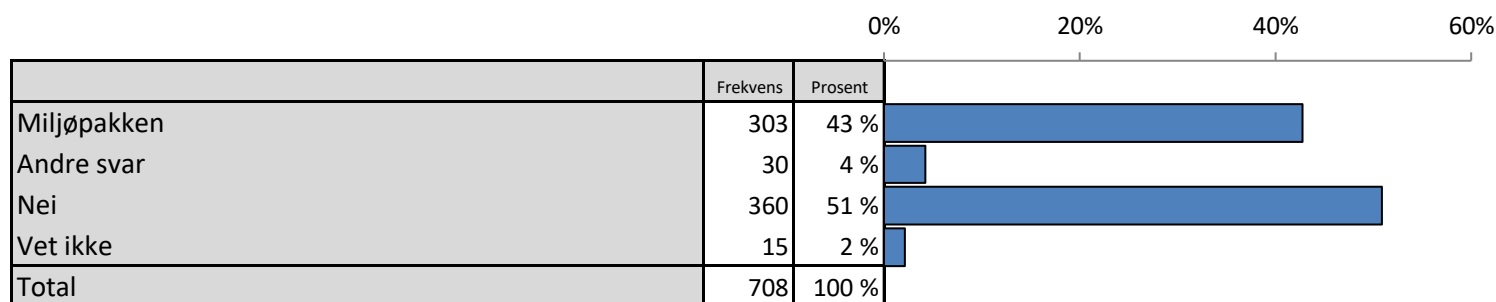 0% 20% 40% 60%
Frekvens Prosent
Miljøpakken 303 43 %
Andre svar 30 4 %
Nei 360 51 %
Vet ikke 15 2 %
Total 708 100 %